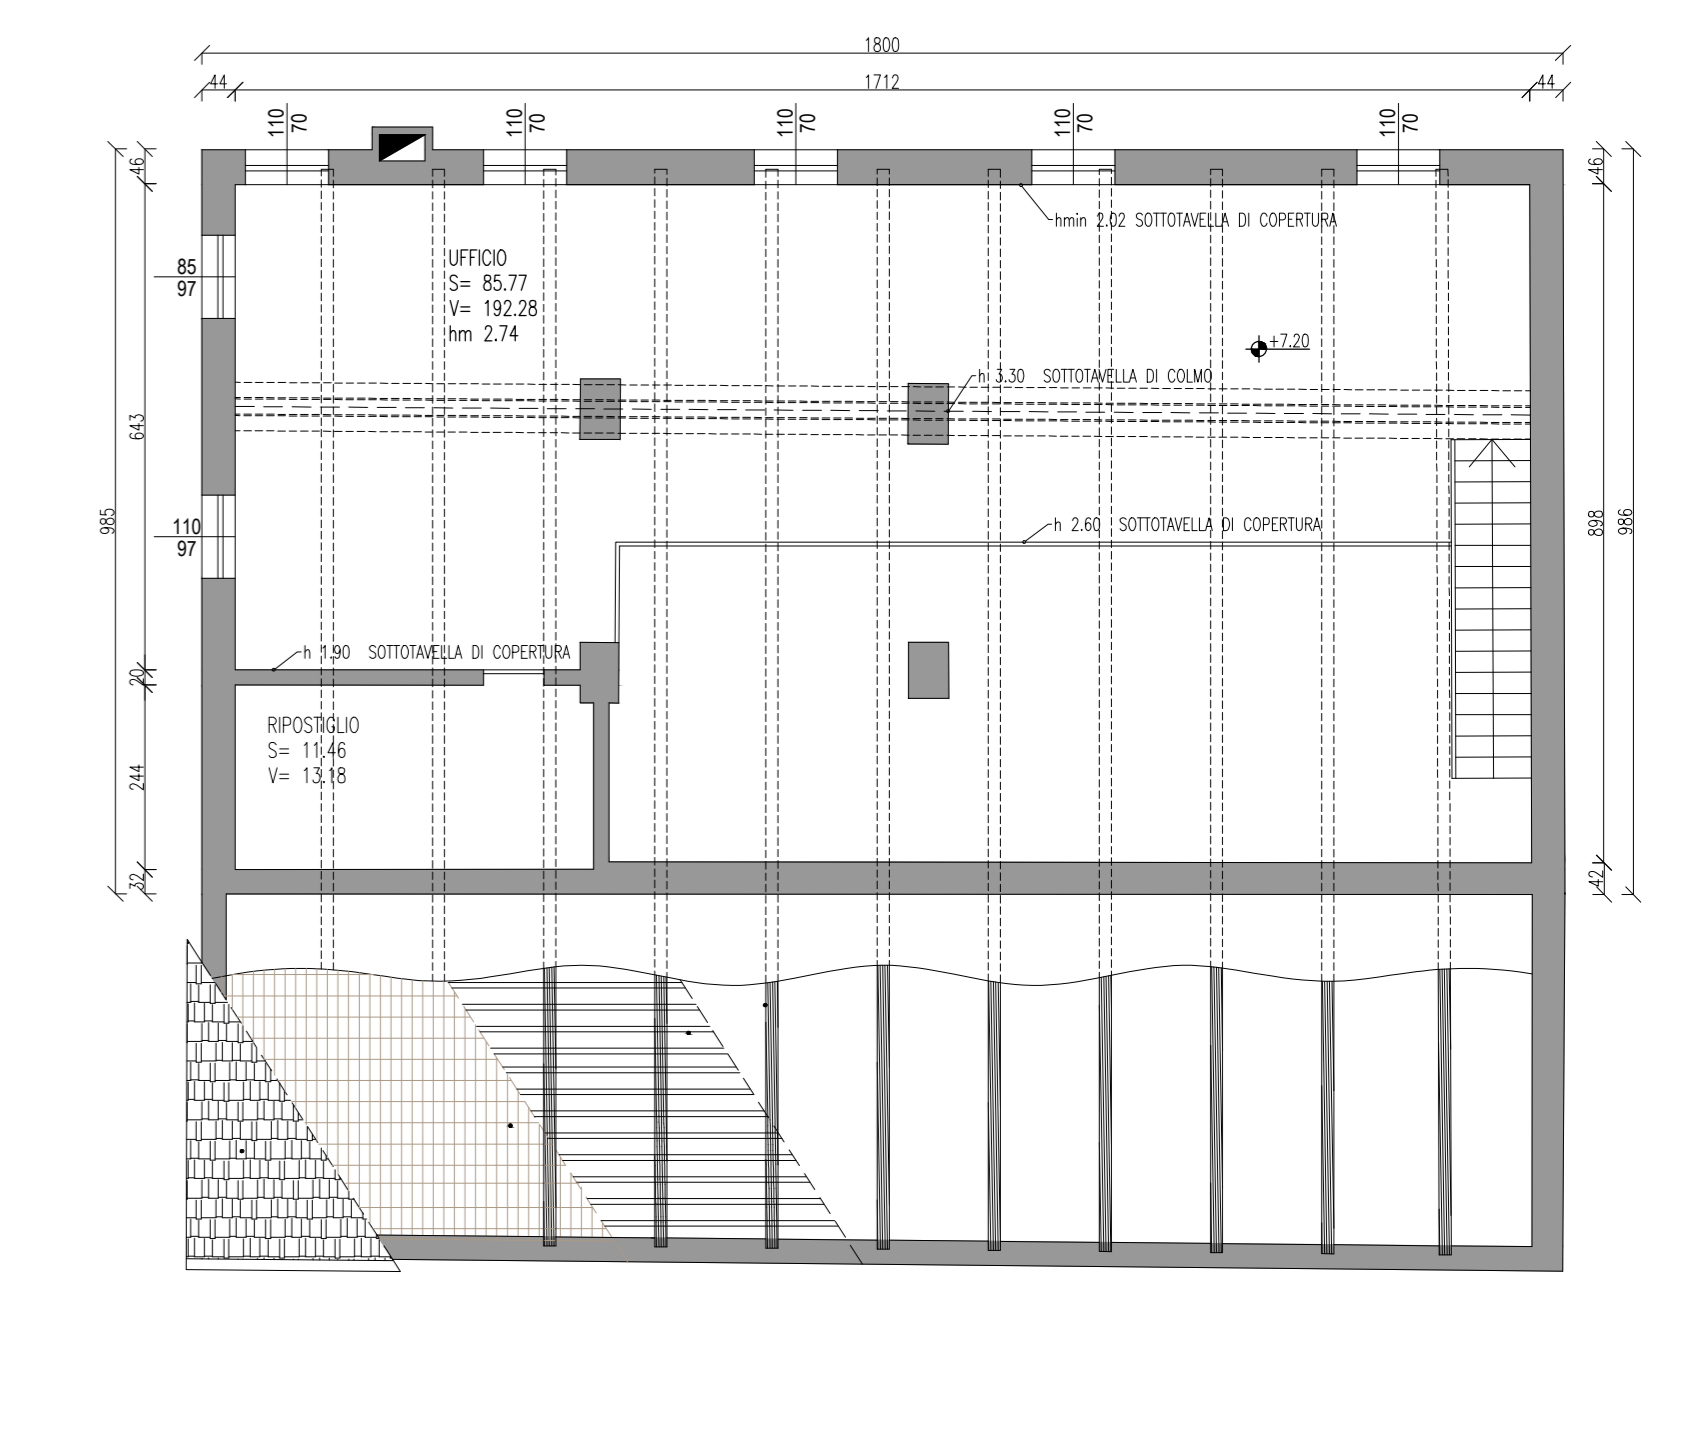 1800
44
1712
44
110
70
110
70
110
70
110
70
110
70
46
46
hmin 2.02 SOTTOTAVELLA DI COPERTURA
UFFICIO
S= 85.77
V= 192.28
hm 2.74
85
97
+7.20
h 3.30 SOTTOTAVELLA DI COLMO
643
985
110
97
h 2.60 SOTTOTAVELLA DI COPERTURA
898
986
h 1.90 SOTTOTAVELLA DI COPERTURA
20
RIPOSTIGLIO
S= 11.46
V= 13.18
244
32
42